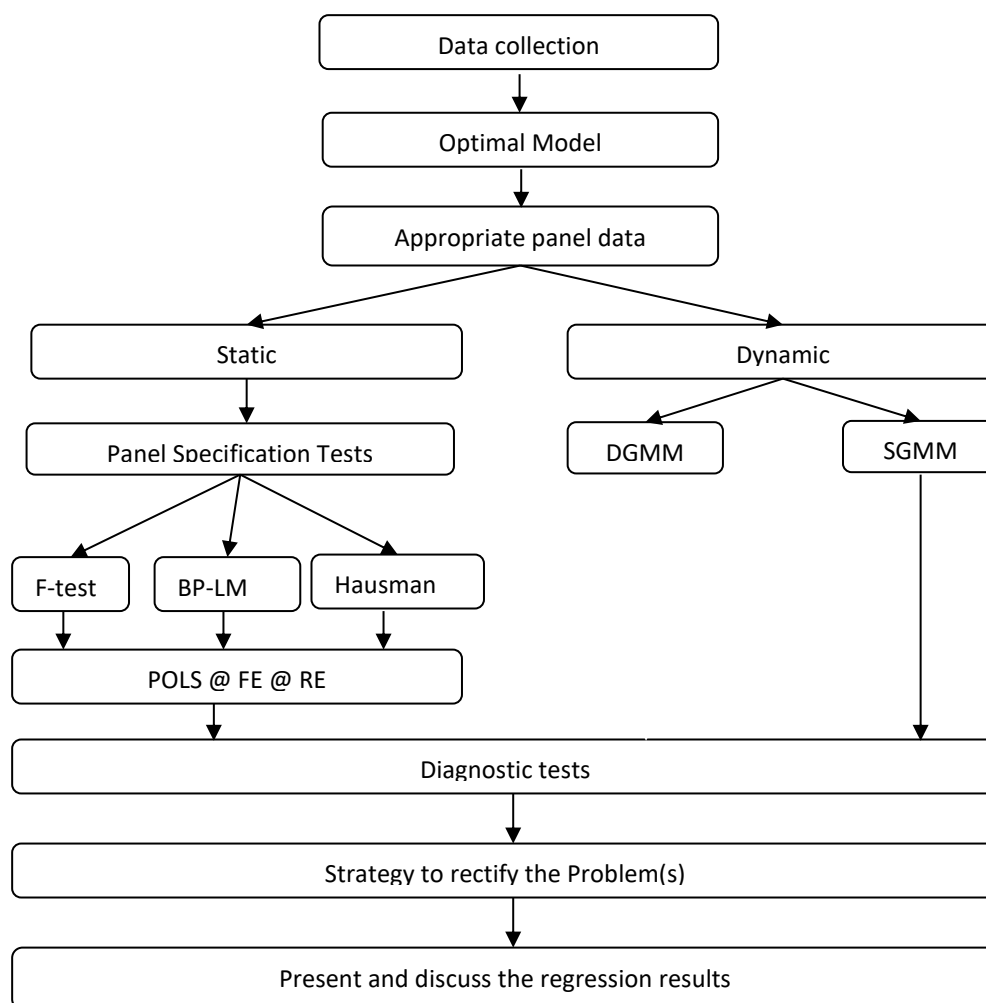 Data collection
Optimal Model
Appropriate panel data
Static
Dynamic
Panel Specification Tests
DGMM
SGMM
F-test
BP-LM
Hausman
POLS @ FE @ RE
Diagnostic tests
Strategy to rectify the Problem(s)
Present and discuss the regression results